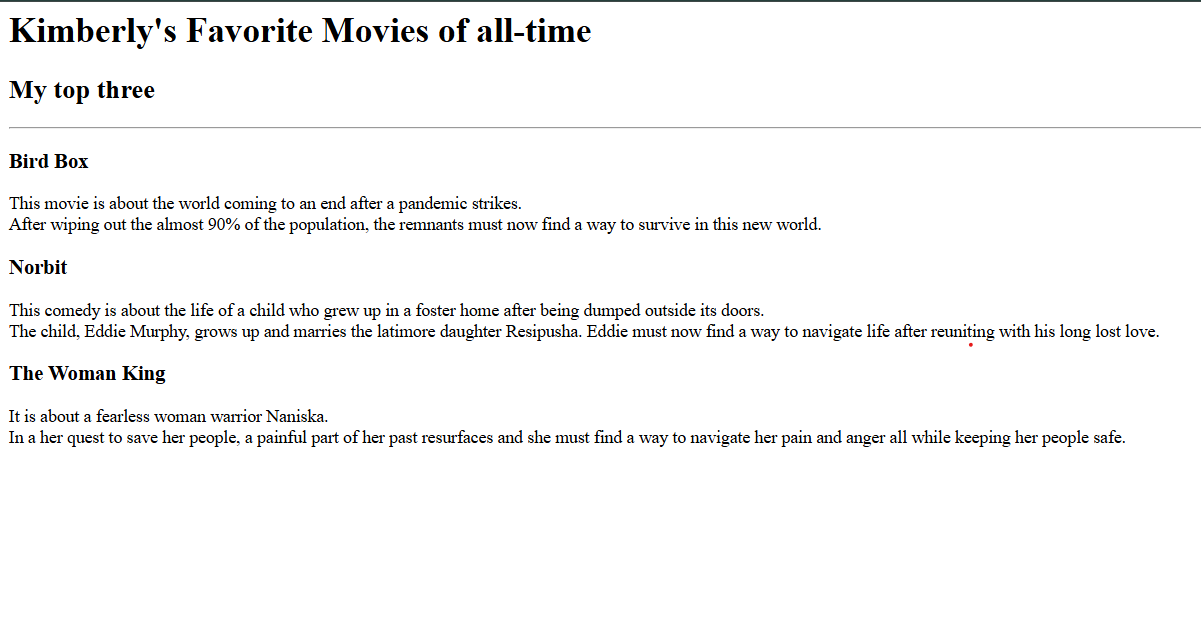 Kimberly's Favorite Movies of all-time
My top three
Bird Box
This movie is about the world coming to an end after a pandemic strikes.
After wiping out the almost 90% of the population, the remnants must now find a way to survive in this new world.
Norbit
This comedy is about the life of a child who grew up in a foster home after being dumped outside its doors.
The child, Eddie Murphy, grows up and marries the latimore daughter Resipusha. Eddie must now find a way to navigate life after reuniting with his long lost love.
The Woman King
It is about a fearless woman warrior Naniska.
In a her quest to save her people, a painful part of her past resurfaces and she must find a way to navigate her pain and anger all while keeping her people safe.